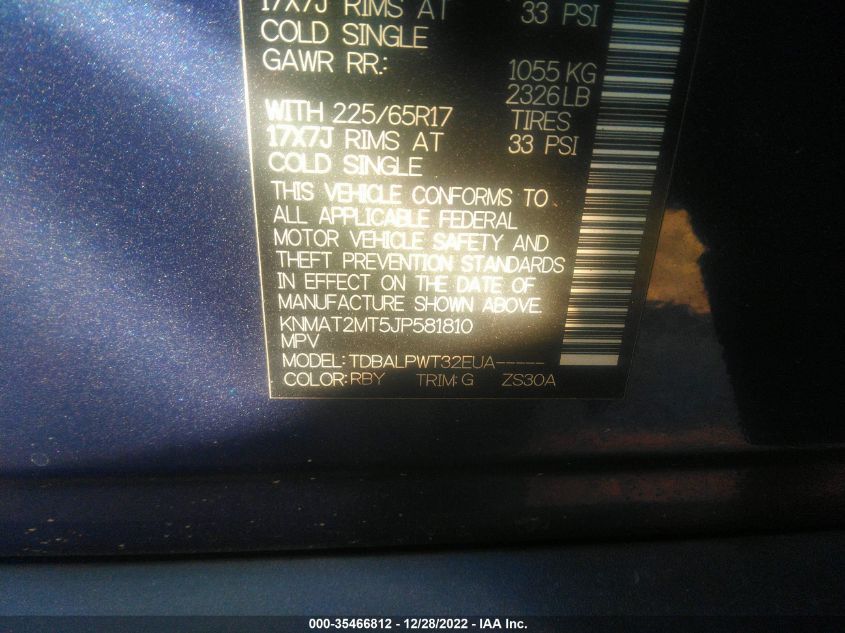 17X7J RIMS AT 33 PSI
COLD SINGLE
GAWR RR.: 1055 KG
2326 LB
WITH 225/65R17 TIRES
17X7J RIMS AT 33 PSI
COLD SINGLE
THIS VEHICLE CONFORMS TO
ALL APPLICABLE FEDERAL
MOTOR VEHICLE SAFETY AND
THEFT PREVENTION STANDARDS
IN EFFECT ON THE DATE OF
MANUFACTURE SHOWN ABOVE.
KNMAT2MT5JP581810
MPV
MODEL: TDBALPWT32EUA-----
COLOR: RBY TRIM: G ZS30A
000-35466812 - 12/28/2022 - IAA Inc.